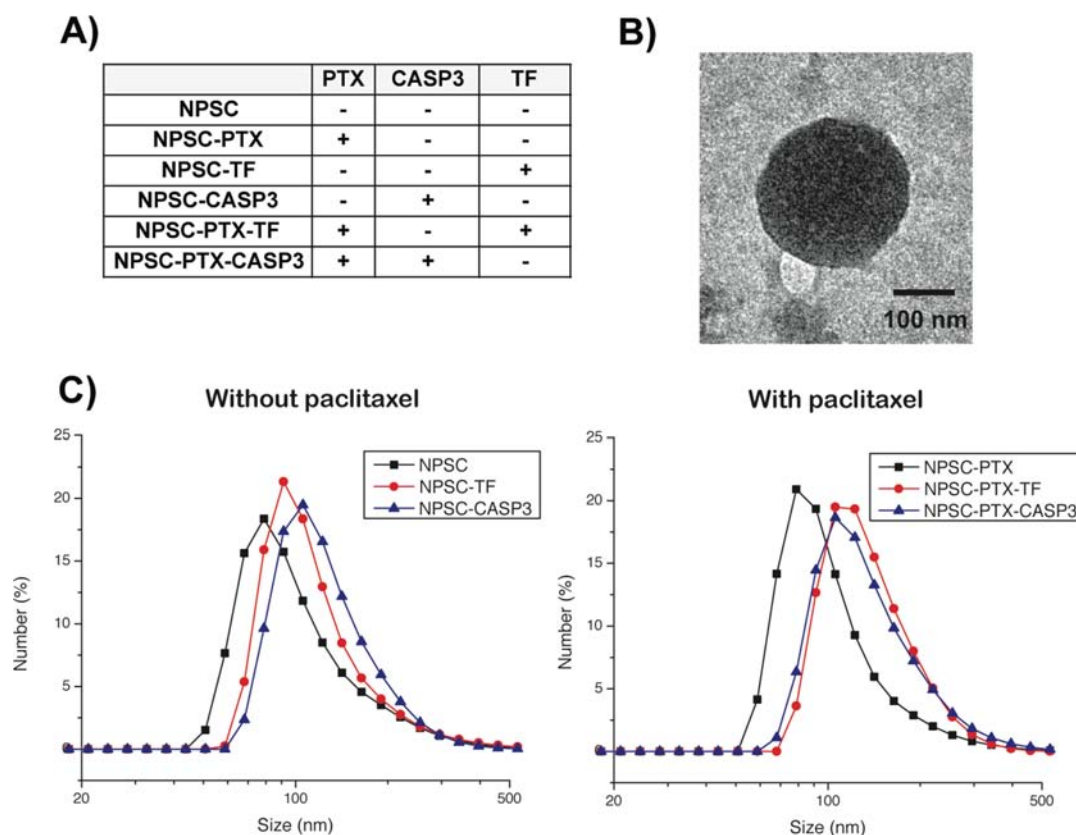 A)
PTX CASP3 TF
NPSC - - -
NPSC-PTX + - -
NPSC-TF - - +
NPSC-CASP3 - + -
NPSC-PTX-TF + - +
NPSC-PTX-CASP3 + + -
B)
100 nm
C)
Without paclitaxel
25
20
15
10
5
Number (%)
NPSC
NPSC-TF
NPSC-CASP3
20 100 500
Size (nm)
With paclitaxel
25
20
15
10
5
Number (%)
NPSC-PTX
NPSC-PTX-TF
NPSC-PTX-CASP3
20 100 500
Size (nm)